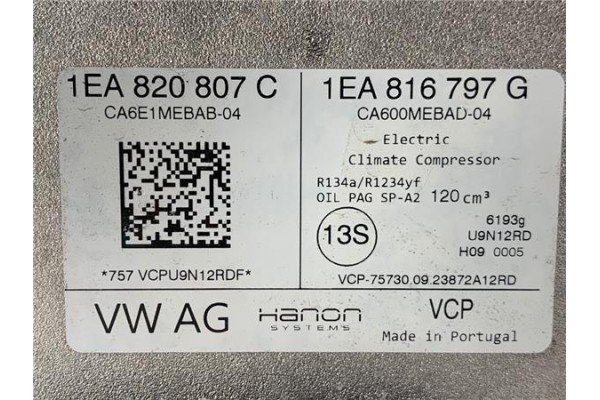 1EA 820 807 C
CA6E1MEBAB-04
*757 VCPU9N12RDF*
1EA 816 797 G
CA600MEBAD-04
Electric
Climate Compressor
R134a/R1234yf
OIL PAG SP-A2 120 cm³
13S
6193g
U9N12RD
H09 0005
VCP-75730.09.23872A12RD
VW AG
Hanon
SYSTEMS
VCP
Made in Portugal